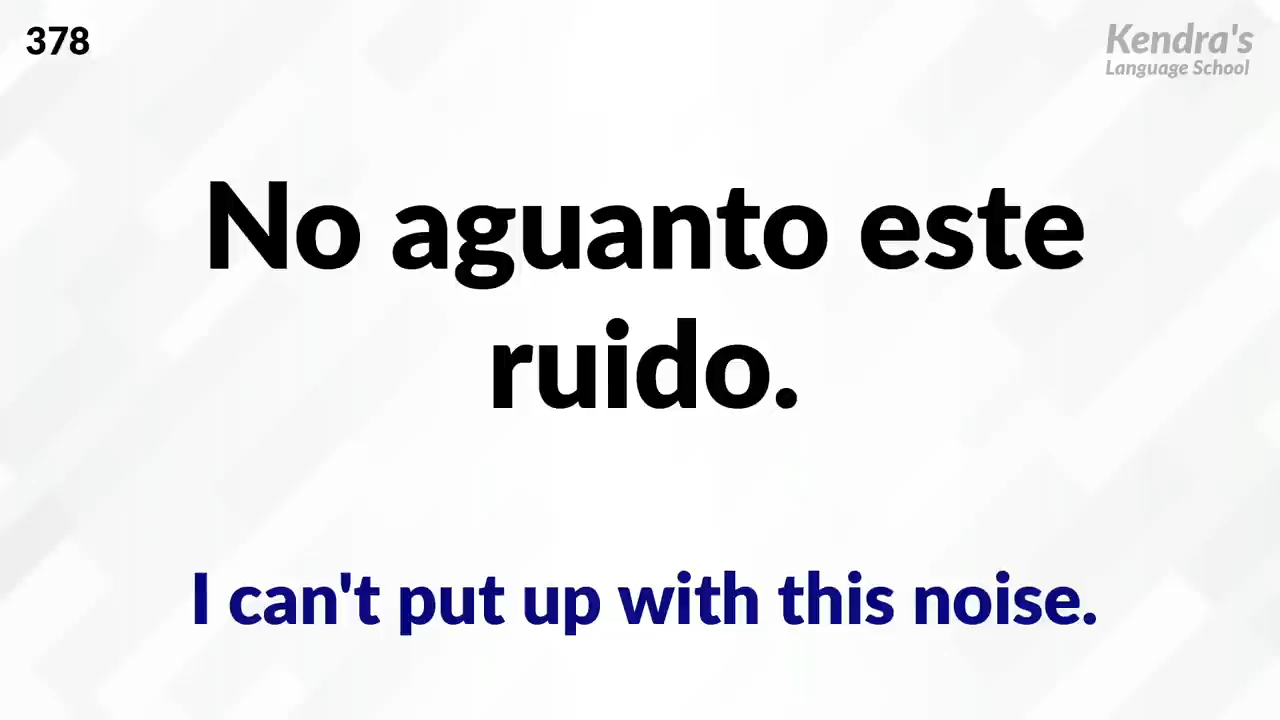 378
Kendra's
Language School
No aguanto este
ruido.
I can't put up with this noise.